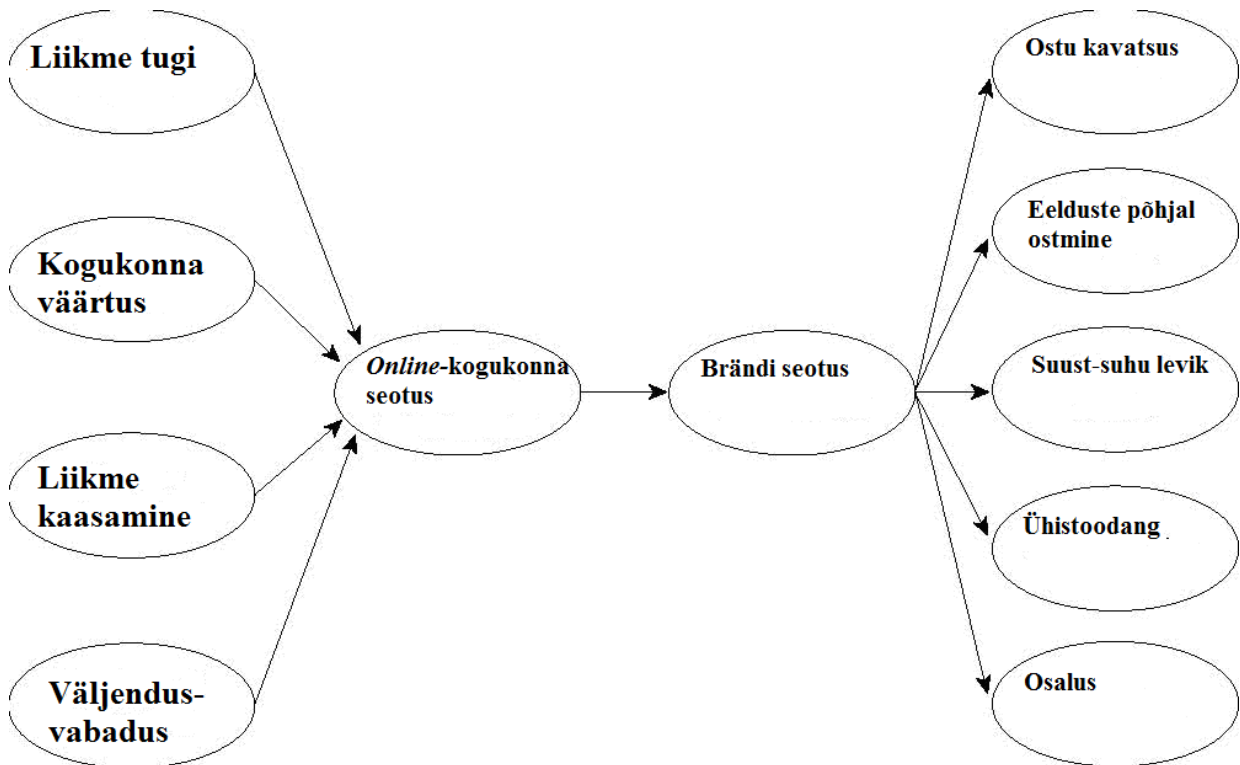 Liikme tugi
Kogukonna
väärtus
Liikme
kaasamine
Väljendus-
vabadus
Online-kogukonna
seotus
Brändi seotus
Ostu kavatsus
Eelduste põhjal
ostmine
Suust-suhu levik
Ühistoodang
Osalus